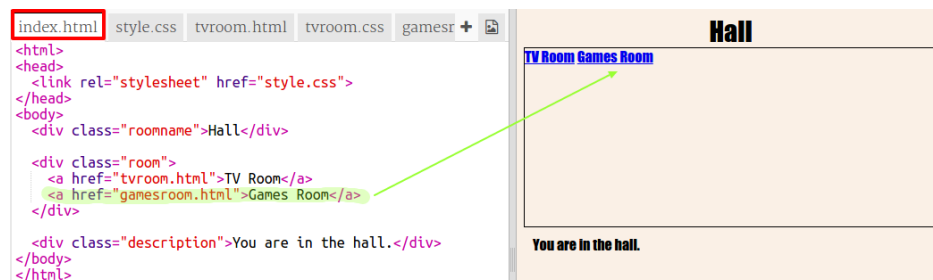 index.html style.css tvroom.html tvroom.css gamesr +
<html>
<head>
<link rel="stylesheet" href="style.css">
</head>
<body>
<div class="roomname">Hall</div>
<div class="room">
<a href="tvroom.html">TV Room</a>
<a href="gamesroom.html">Games Room</a>
</div>
<div class="description">You are in the hall.</div>
</body>
</html>
Hall
TV Room Games Room
You are in the hall.